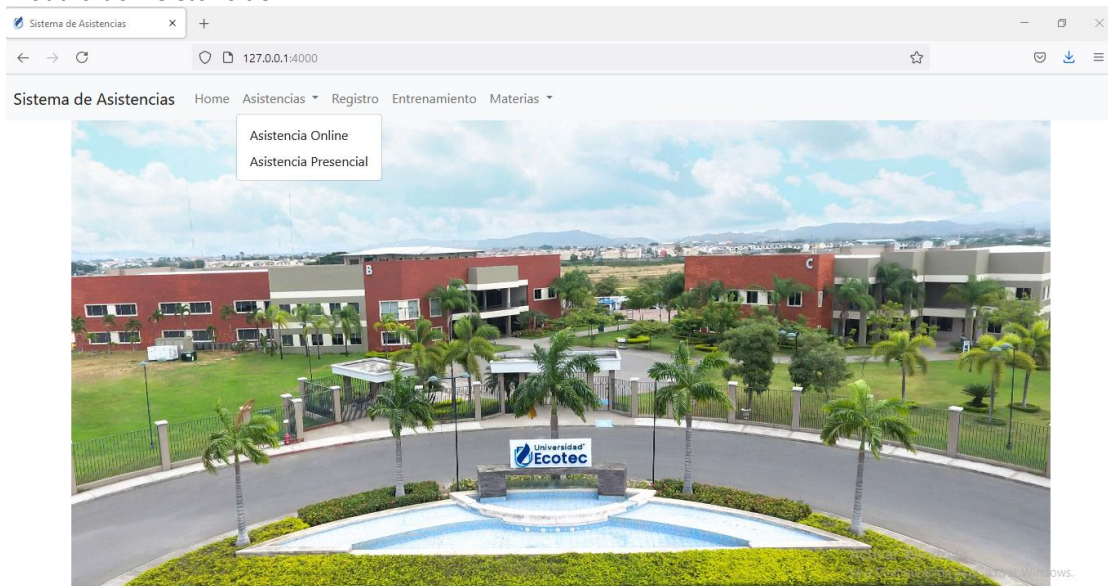 Sistema de Asistencias
127.0.0.1:4000
Sistema de Asistencias Home Asistencias Registro Entrenamiento Materias
Asistencia Online
Asistencia Presencial
B
C
Universidad
Ecotec
Windows.